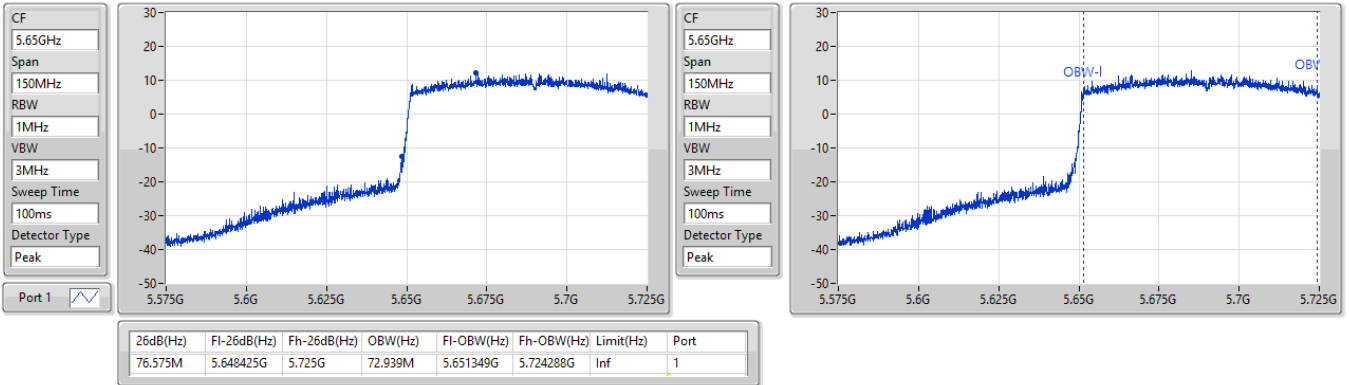 CF
5.65GHz
Span
150MHz
RBW
1MHz
VBW
3MHz
Sweep Time
100ms
Detector Type
Peak
Port 1
30
20
10
0
-10
-20
-30
-40
-50
5.575G 5.6G 5.625G 5.65G 5.675G 5.7G 5.725G
CF
5.65GHz
Span
150MHz
RBW
1MHz
VBW
3MHz
Sweep Time
100ms
Detector Type
Peak
30
20
10
0
-10
-20
-30
-40
-50
OBW-l OBV
5.575G 5.6G 5.625G 5.65G 5.675G 5.7G 5.725G
26dB(Hz) Fl-26dB(Hz) Fh-26dB(Hz) OBW(Hz) Fl-OBW(Hz) Fh-OBW(Hz) Limit(Hz) Port
76.575M 5.648425G 5.725G 72.939M 5.651349G 5.724288G Inf 1